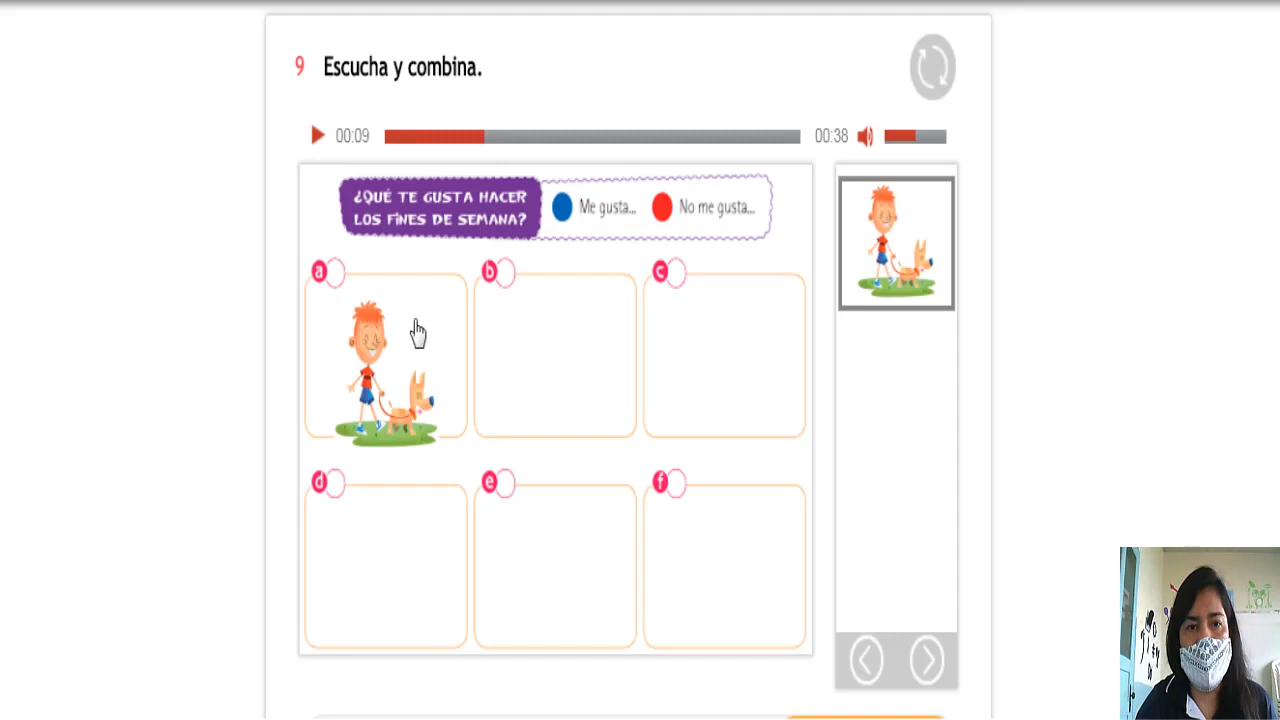 9 Escucha y combina.
00:09 00:38
¿QUÉ TE GUSTA HACER
LOS FINES DE SEMANA?
Me gusta... No me gusta...
a b c
d e f